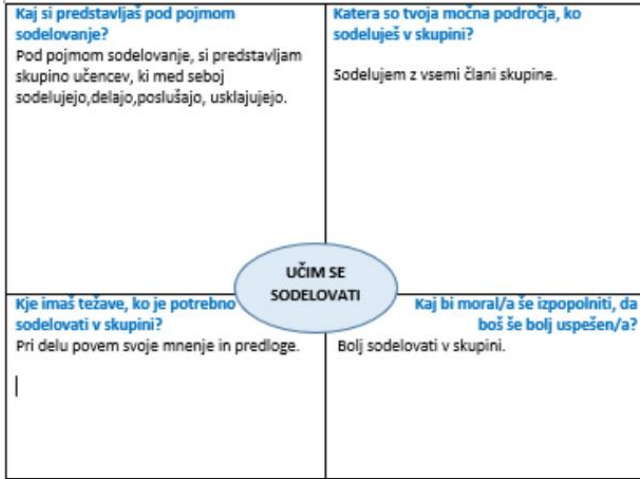 Kaj si predstavljaš pod pojmom
sodelovanje?
Pod pojmom sodelovanje, si predstavljam
skupino učencev, ki med seboj
sodelujejo,delajo,poslušajo, usklajujejo.
Katera so tvoja močna področja, ko
sodeluješ v skupini?
Sodelujem z vsemi člani skupine.
UČIM SE
SODELOVATI
Kje imaš težave, ko je potrebno
sodelovati v skupini?
Pri delu povem svoje mnenje in predloge.
Kaj bi moral/a še izpopolniti, da
boš še bolj uspešen/a?
Bolj sodelovati v skupini.